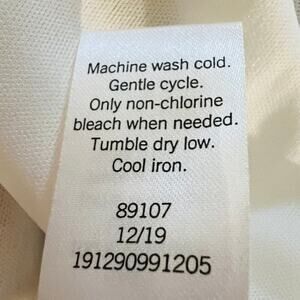 Machine wash cold.
Gentle cycle.
Only non-chlorine
bleach when needed.
Tumble dry low.
Cool iron.
89107
12/19
191290991205